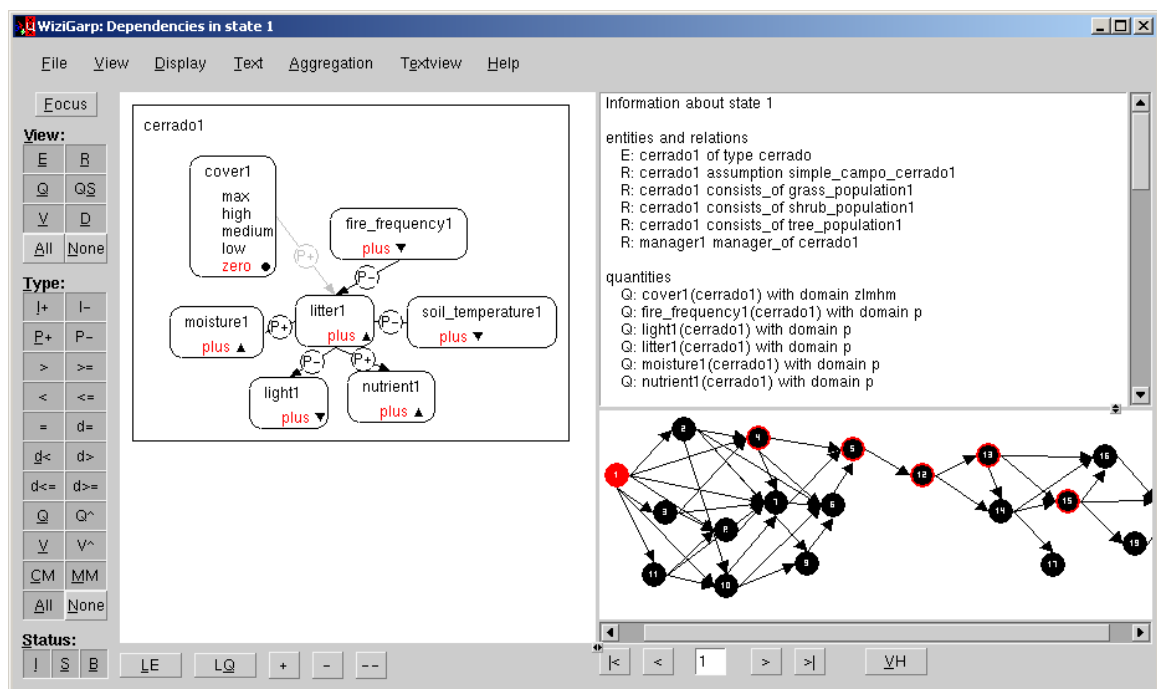 WiziGarp: Dependencies in state 1
File View Display Text Aggregation Textview Help
Focus
View:
E R
Q QS
V D
All None
Type:
I+ I-
P+ P-
> >=
< <=
= d=
d< d>
d<= d>=
Q Q^
V V^
CM MM
All None
Status:
I S B
cerrado1
cover1
max
high
medium
low
zero
P+
fire_frequency1
plus
P-
litter1
plus
moisture1
plus
P+
P-
soil_temperature1
plus
P-
P+
light1
plus
nutrient1
plus
LE LQ + - --
Information about state 1
entities and relations
E: cerrado1 of type cerrado
R: cerrado1 assumption simple_campo_cerrado1
R: cerrado1 consists_of grass_population1
R: cerrado1 consists_of shrub_population1
R: cerrado1 consists_of tree_population1
R: manager1 manager_of cerrado1
quantities
Q: cover1(cerrado1) with domain zlmhm
Q: fire_frequency1(cerrado1) with domain p
Q: light1(cerrado1) with domain p
Q: litter1(cerrado1) with domain p
Q: moisture1(cerrado1) with domain p
Q: nutrient1(cerrado1) with domain p
2
4
5
13
16
1
12
15
3
7
6
14
8
19
11
9
17
10
|< < 1 > >| VH